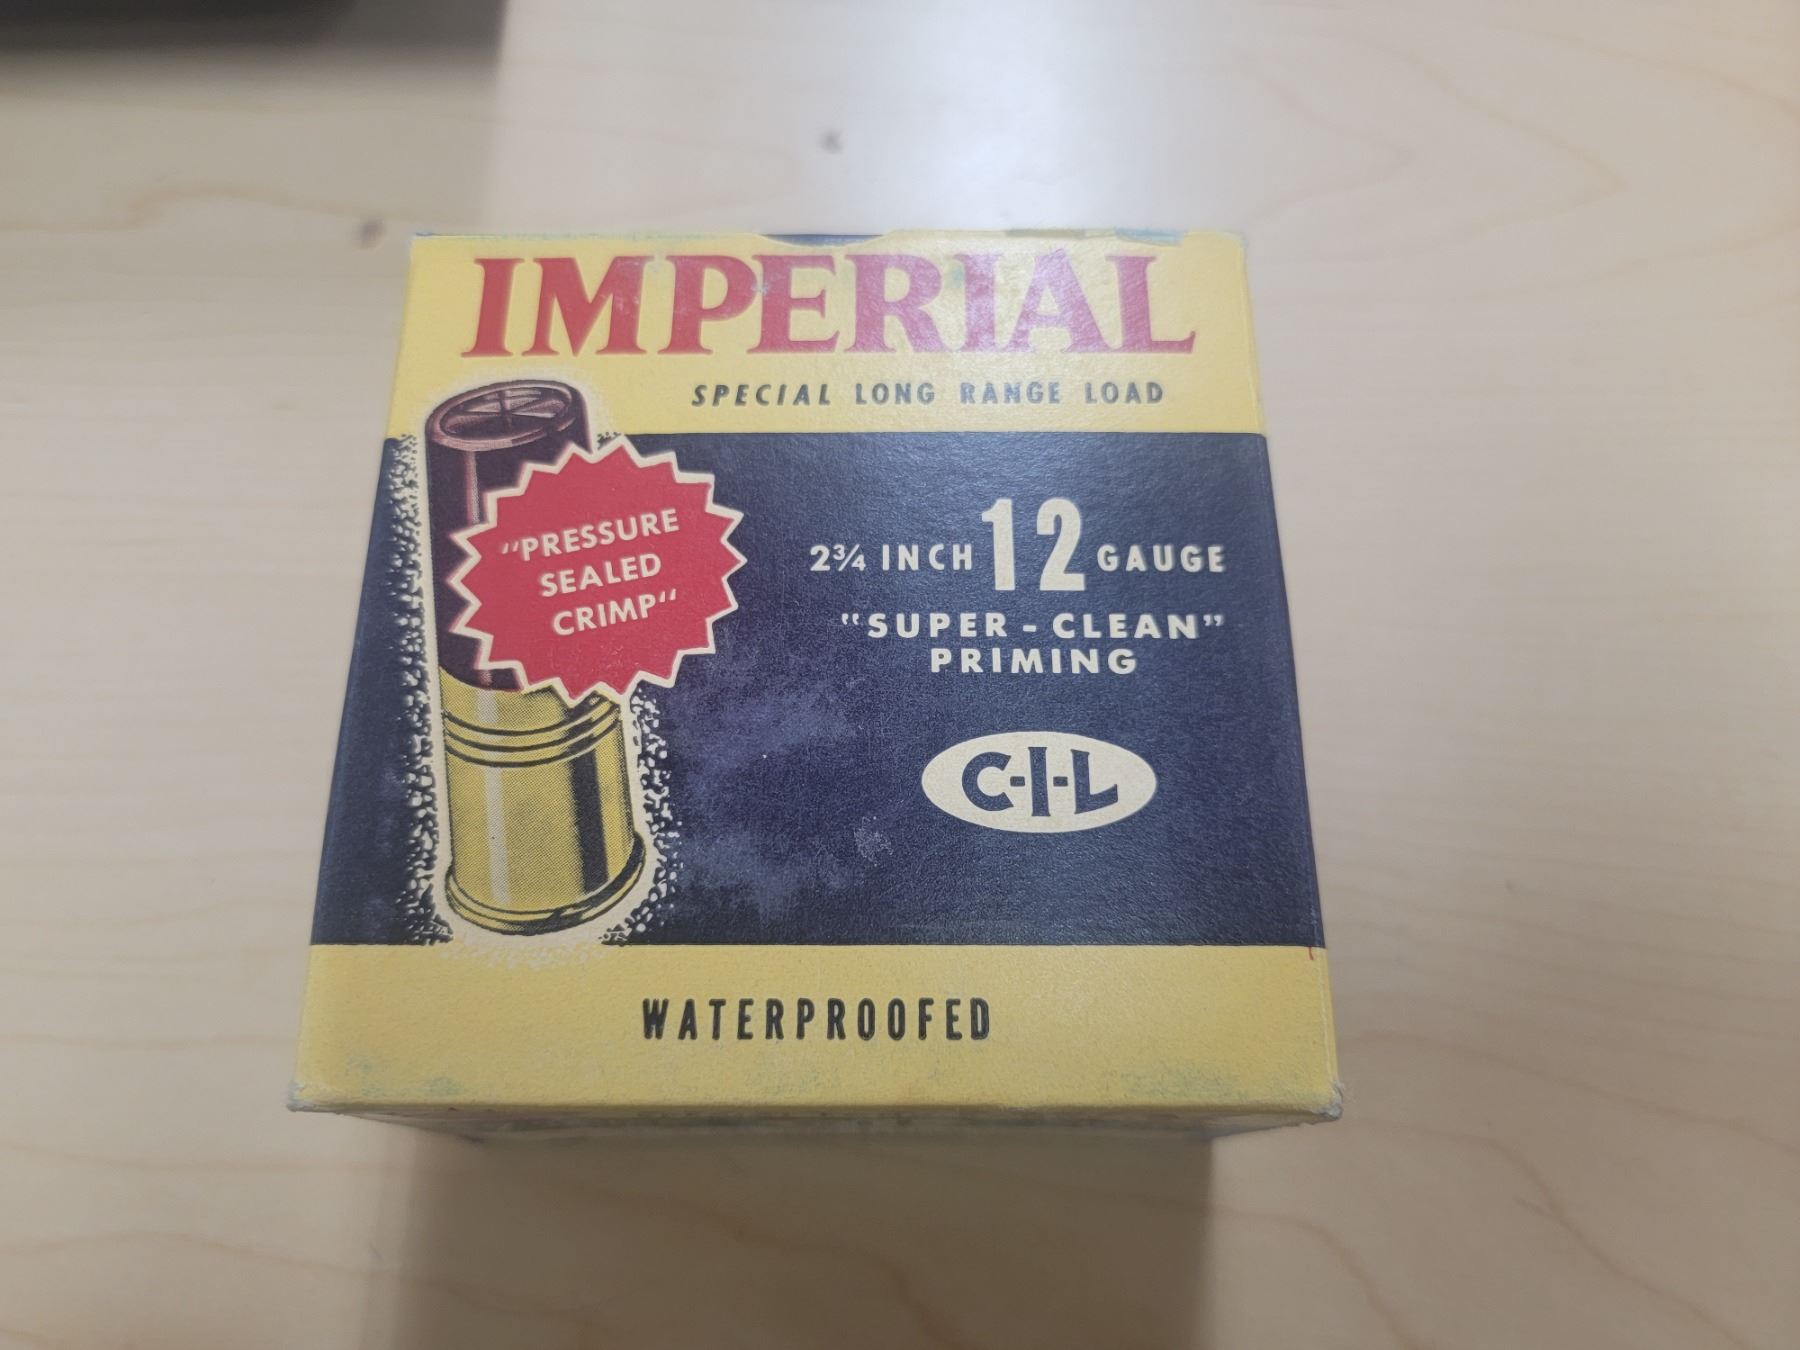 IMPERIAL
SPECIAL LONG RANGE LOAD
"PRESSURE
SEALED
CRIMP"
2¾ INCH 12 GAUGE
"SUPER-CLEAN"
PRIMING
C-I-L
WATERPROOFED